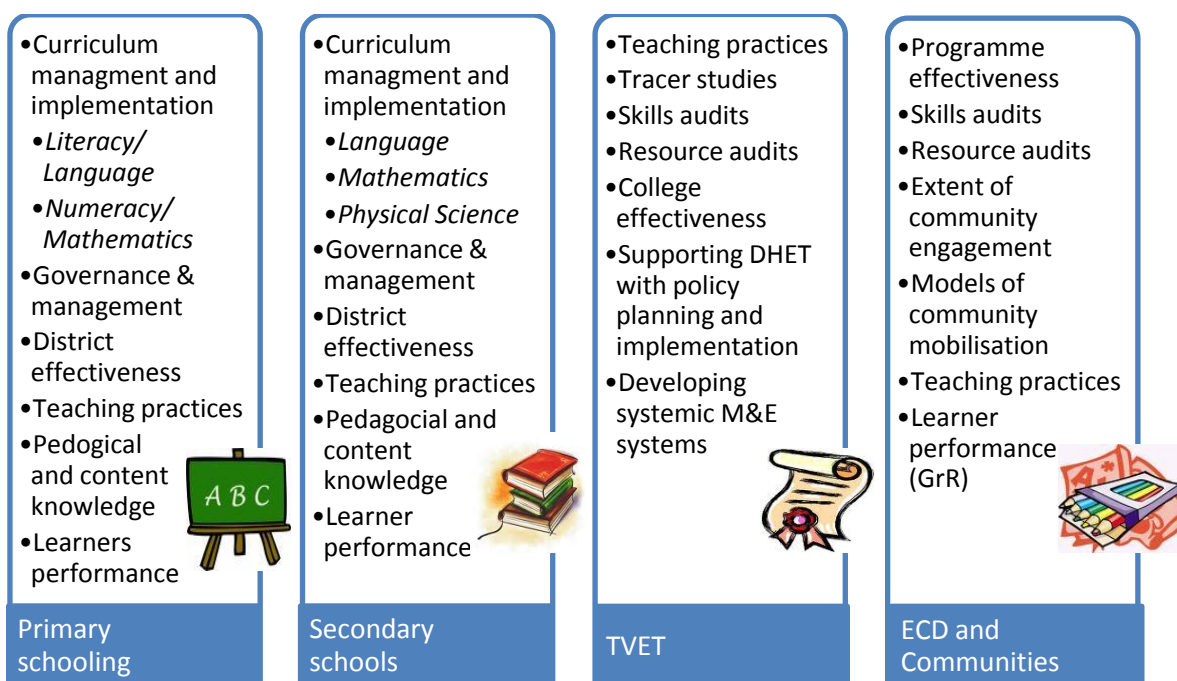 •Curriculum
managment and
implementation
•Literacy/
Language
•Numeracy/
Mathematics
•Governance &
management
•District
effectiveness
•Teaching practices
•Pedogical
and content
knowledge
•Learners
performance
A B C
Primary
schooling
•Curriculum
managment and
implementation
•Language
•Mathematics
•Physical Science
•Governance &
management
•District
effectiveness
•Teaching practices
•Pedagocial and
content
knowledge
•Learner
performance
Secondary
schools
•Teaching practices
•Tracer studies
•Skills audits
•Resource audits
•College
effectiveness
•Supporting DHET
with policy
planning and
implementation
•Developing
systemic M&E
systems
TVET
•Programme
effectiveness
•Skills audits
•Resource audits
•Extent of
community
engagement
•Models of
community
mobilisation
•Teaching practices
•Learner
performance
(GrR)
ECD and
Communities